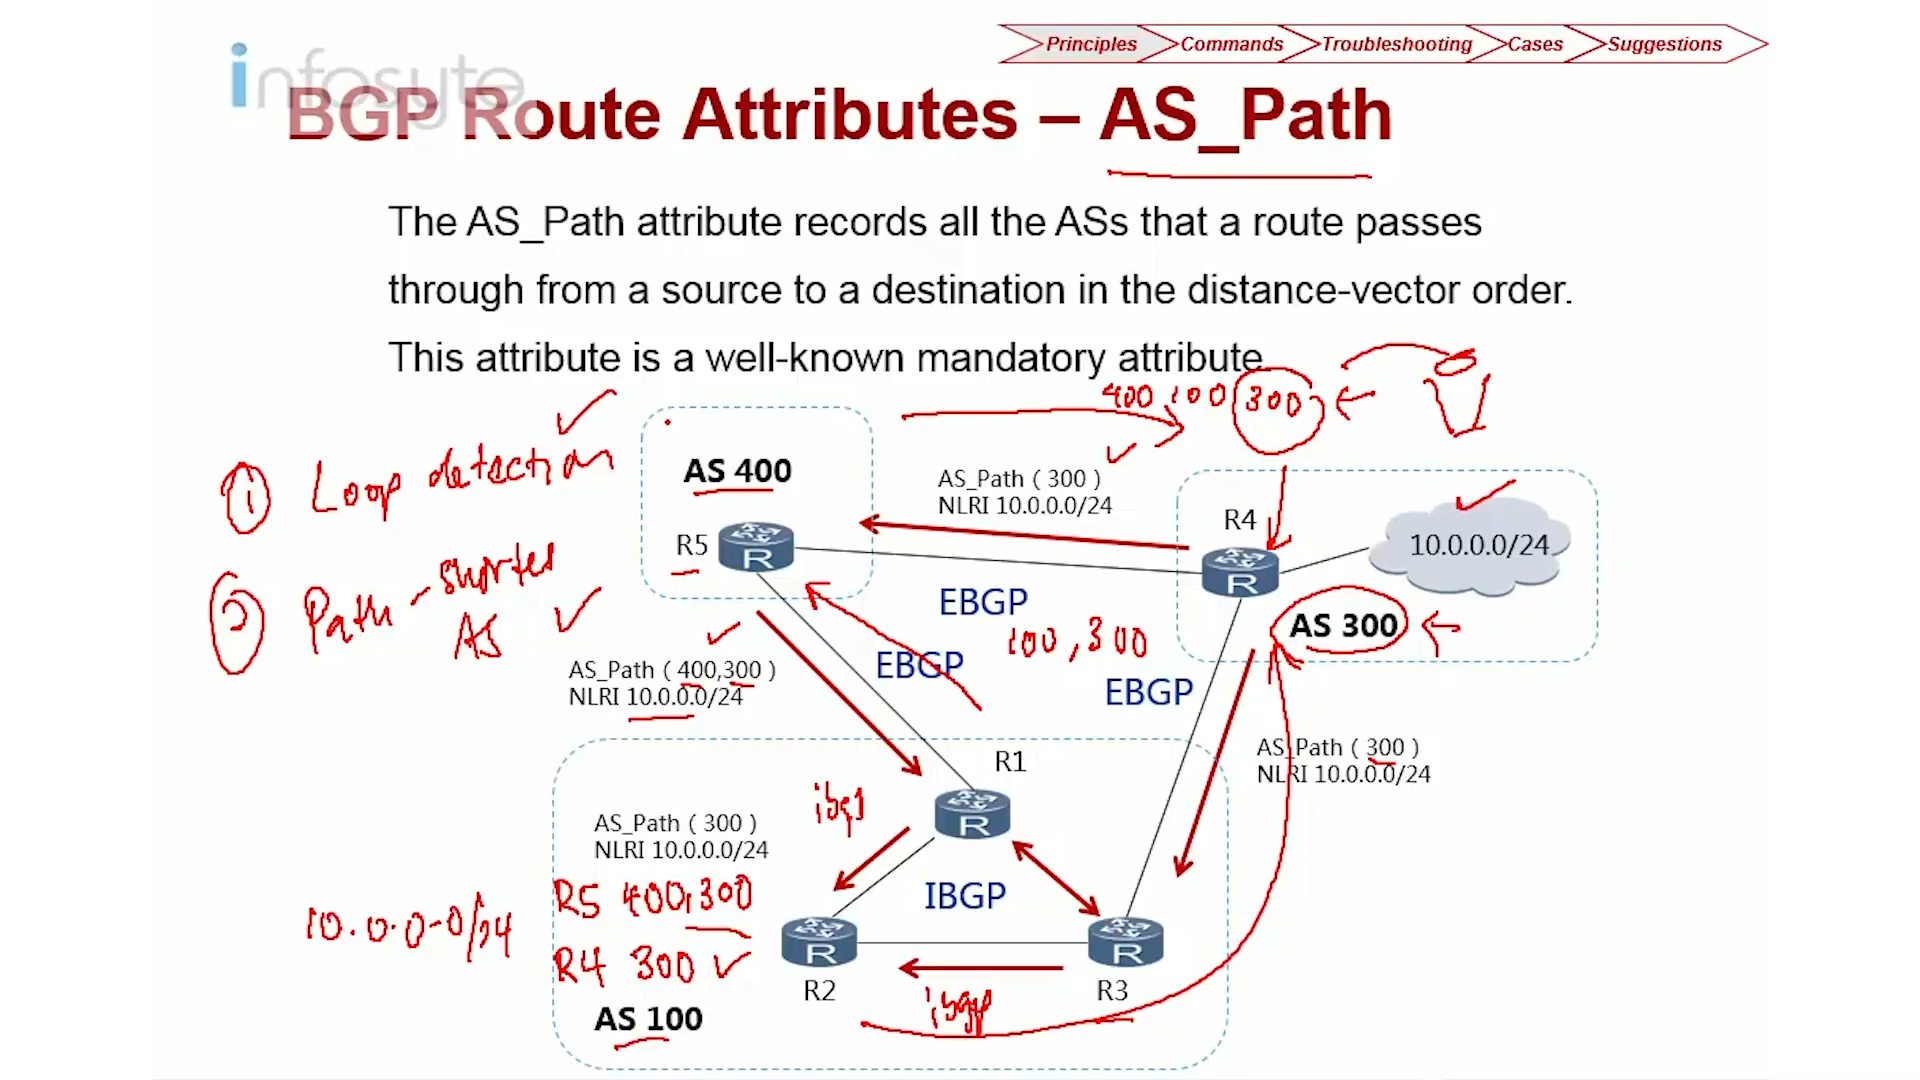 Principles Commands Troubleshooting Cases Suggestions
infosyte
BGP Route Attributes – AS_Path
The AS_Path attribute records all the ASs that a route passes
through from a source to a destination in the distance-vector order.
This attribute is a well-known mandatory attribute
400,100,300
① Loop detection
AS 400
AS_Path ( 300 )
NLRI 10.0.0.0/24
R4
10.0.0.0/24
R5
R
R
② Path - shortest
AS
EBGP
100,300
AS 300
AS_Path ( 400,300 )
NLRI 10.0.0.0/24
EBGP
EBGP
AS_Path ( 300 )
NLRI 10.0.0.0/24
R1
R
ibgp
AS_Path ( 300 )
NLRI 10.0.0.0/24
IBGP
10.0.0.0/24
R5 400,300
R4 300
R
R
R2
ibgp
R3
AS 100